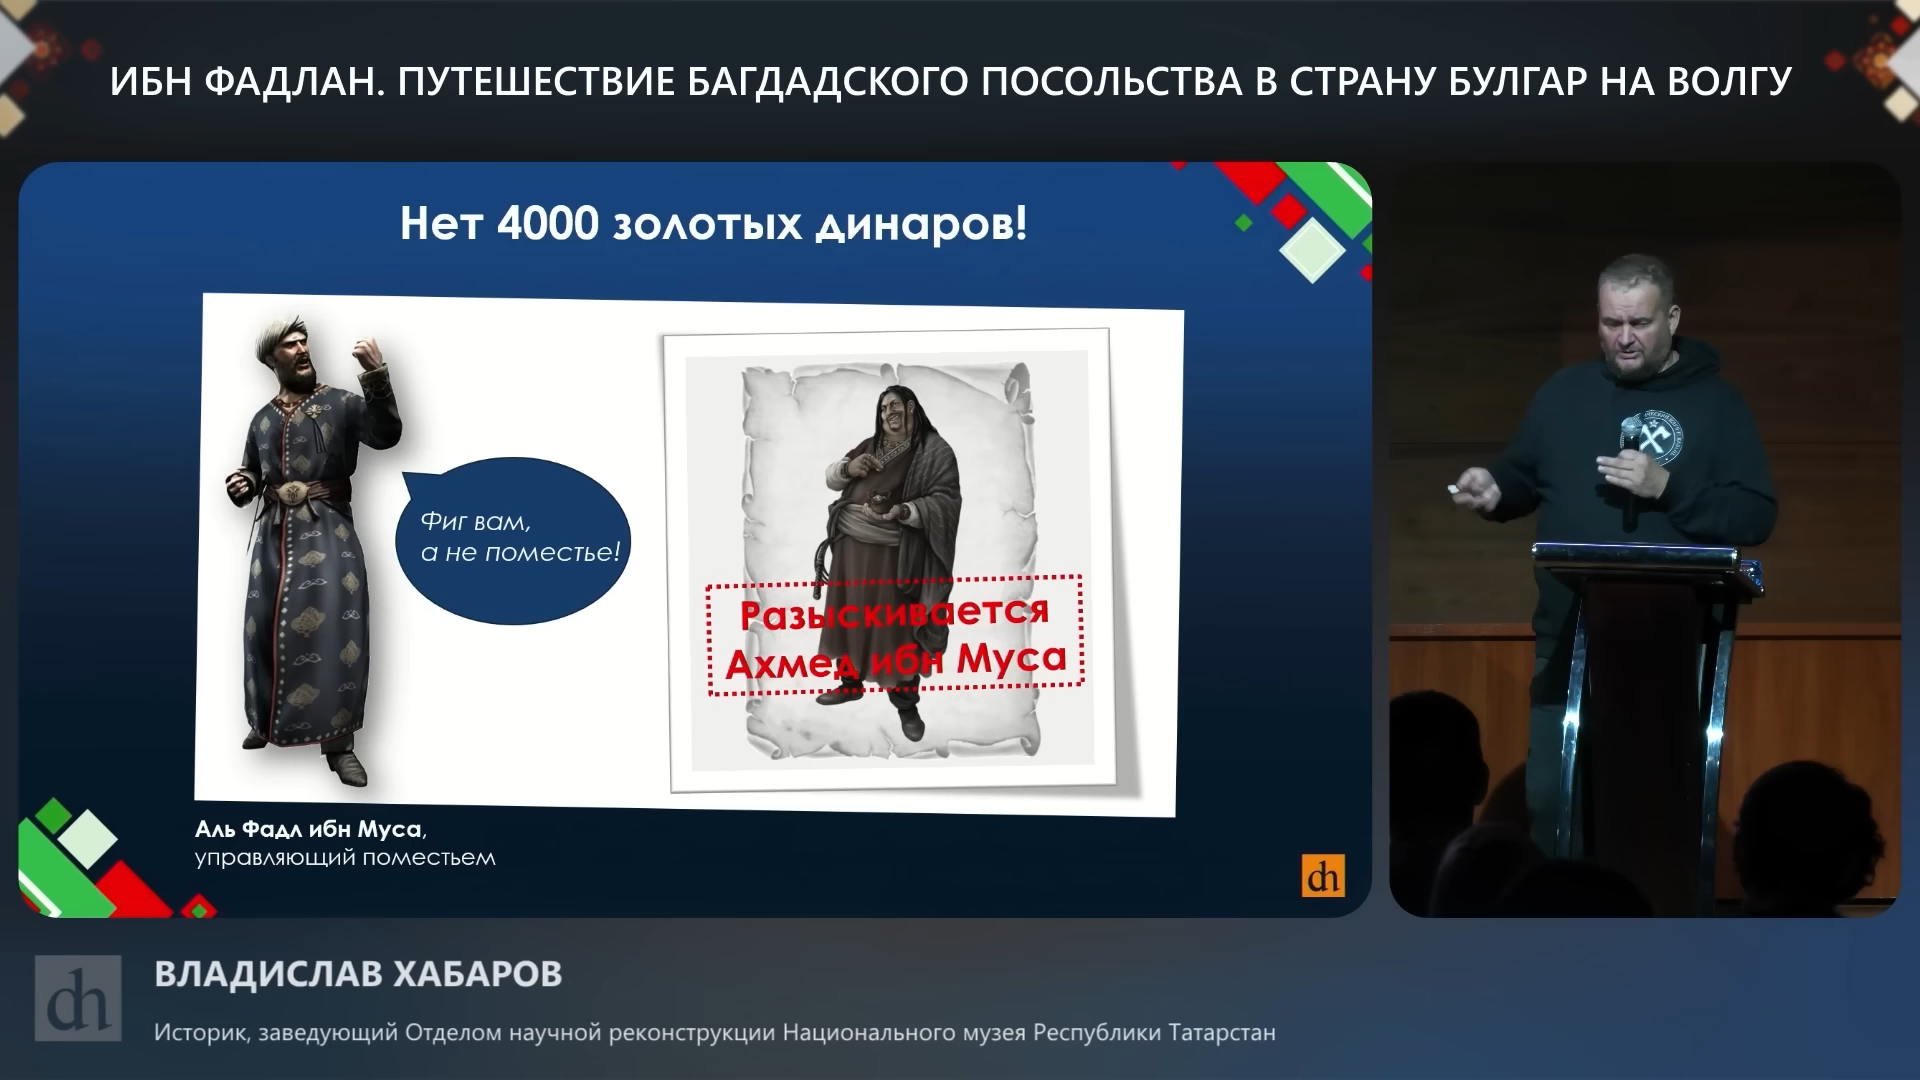 ИБН ФАДЛАН. ПУТЕШЕСТВИЕ БАГДАДСКОГО ПОСОЛЬСТВА В СТРАНУ БУЛГАР НА ВОЛГУ
Нет 4000 золотых динаров!
Фиг вам,
а не поместье!
Разыскивается
Ахмед ибн Муса
Аль Фадл ибн Муса,
управляющий поместьем
dh
dh
ВЛАДИСЛАВ ХАБАРОВ
Историк, заведующий Отделом научной реконструкции Национального музея Республики Татарстан